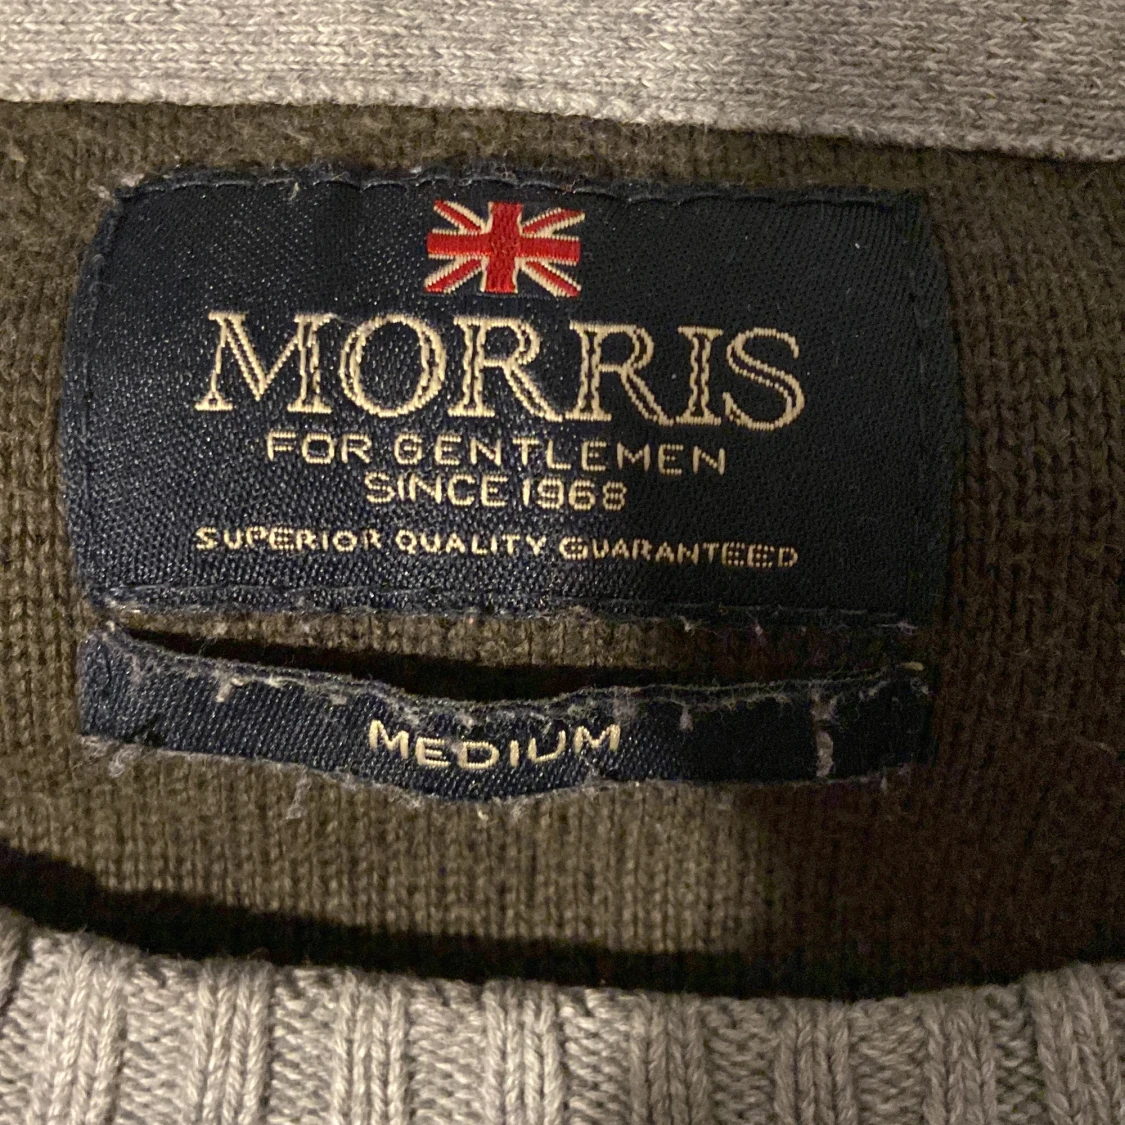 MORRIS
FOR GENTLEMEN
SINCE 1968
SUPERIOR QUALITY GUARANTEED
MEDIUM